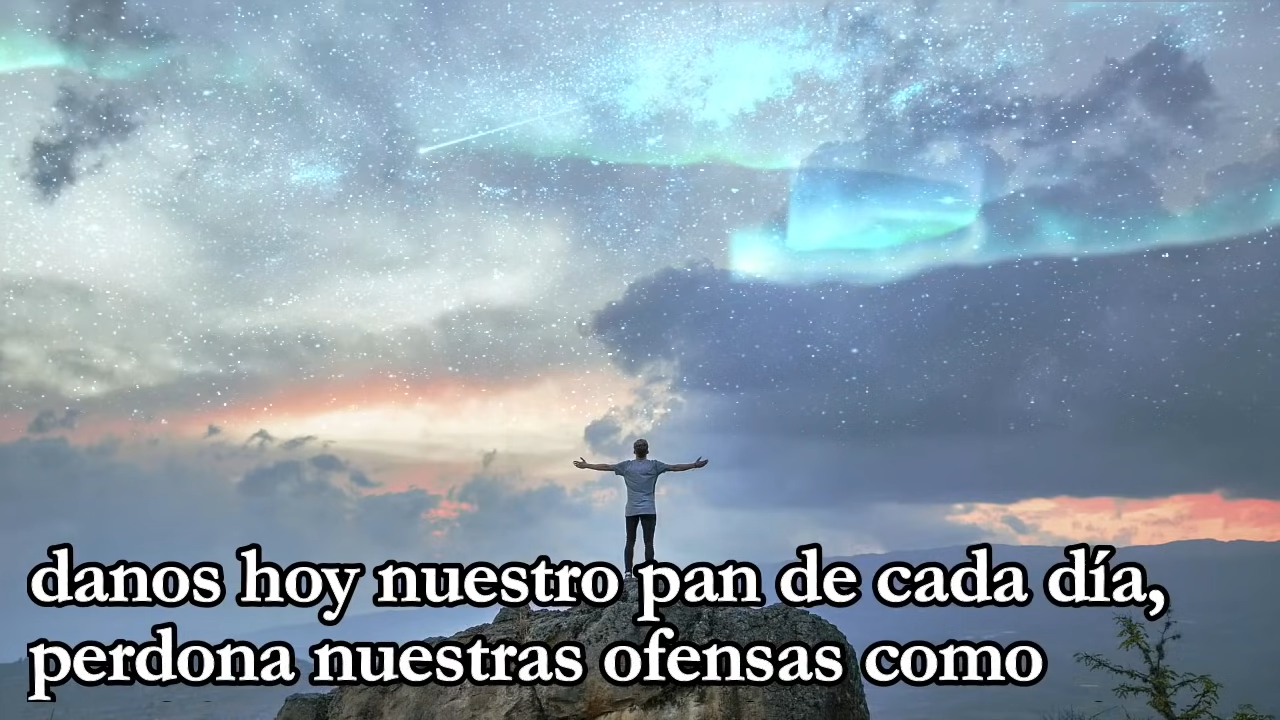 danos hoy nuestro pan de cada día,
perdona nuestras ofensas como